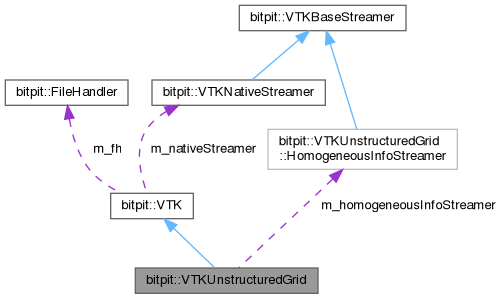 bitpit::VTKBaseStreamer
bitpit::FileHandler
bitpit::VTKNativeStreamer
bitpit::VTKUnstructuredGrid
::HomogeneousInfoStreamer
m_fh
m_nativeStreamer
bitpit::VTK
m_homogeneousInfoStreamer
bitpit::VTKUnstructuredGrid